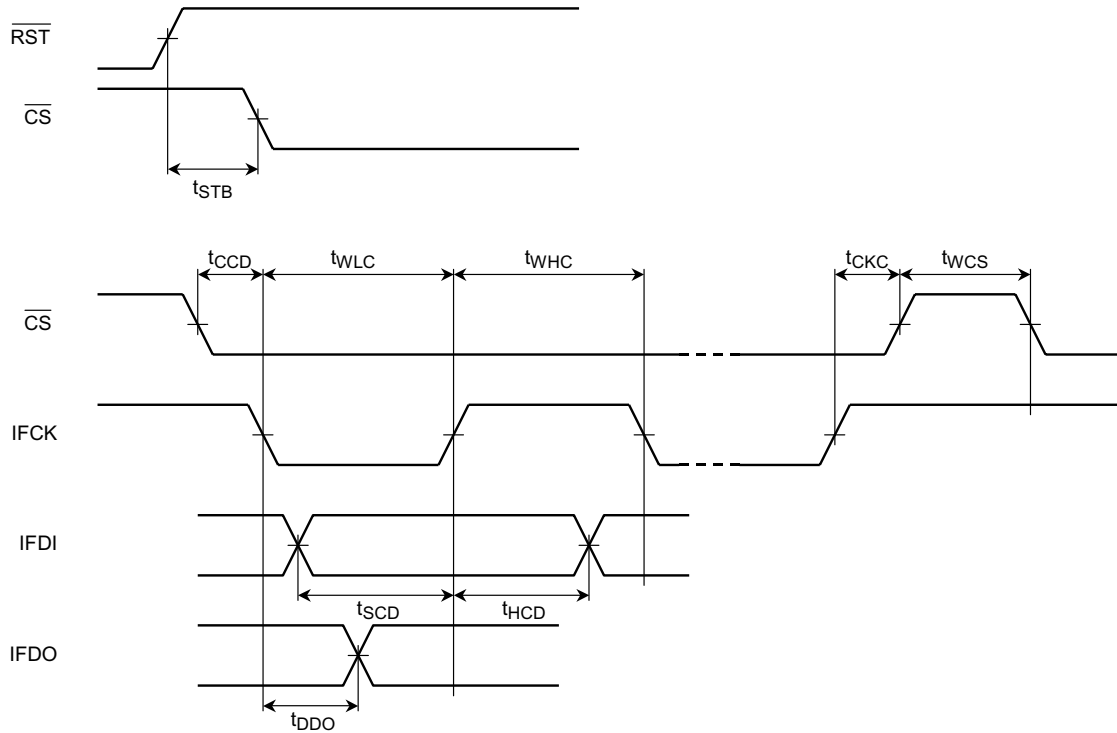 RST
CS
tSTB
tCCD tWLC tWHC tCKC tWCS
CS
IFCK
IFDI
tSCD tHCD
IFDO
tDDO